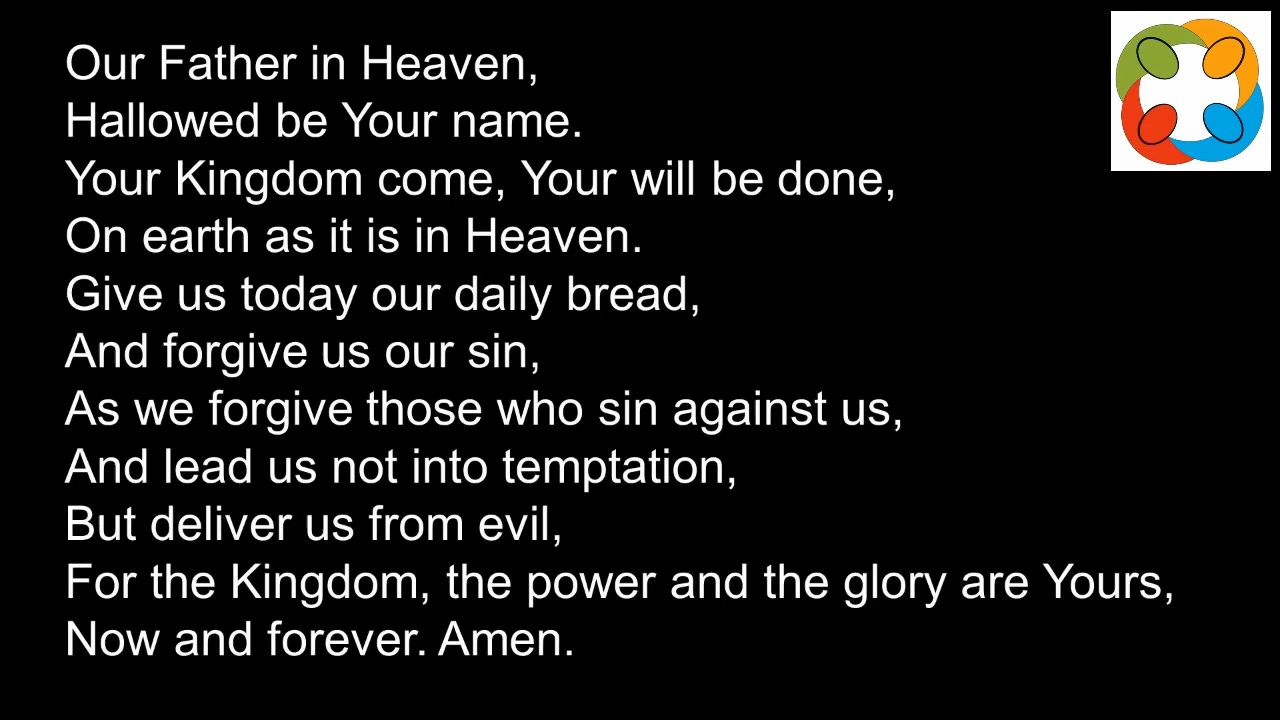 Our Father in Heaven,
Hallowed be Your name.
Your Kingdom come, Your will be done,
On earth as it is in Heaven.
Give us today our daily bread,
And forgive us our sin,
As we forgive those who sin against us,
And lead us not into temptation,
But deliver us from evil,
For the Kingdom, the power and the glory are Yours,
Now and forever. Amen.